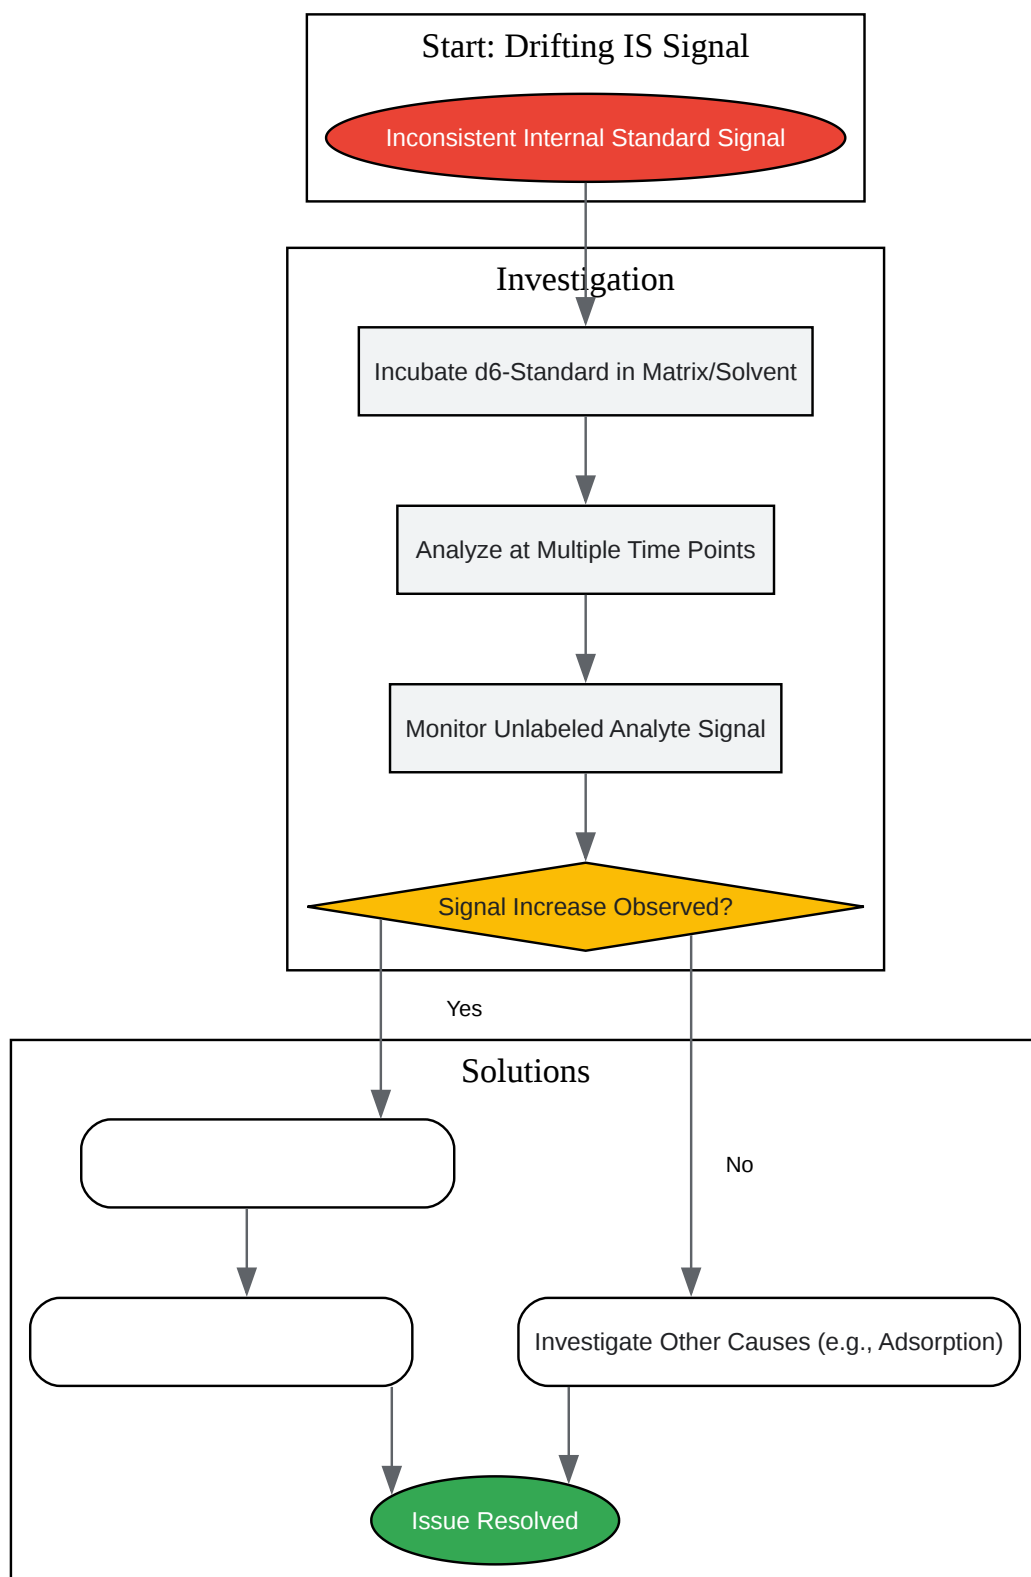 Start: Drifting IS Signal
Inconsistent Internal Standard Signal
Investigation
Incubate d6-Standard in Matrix/Solvent
Analyze at Multiple Time Points
Monitor Unlabeled Analyte Signal
Signal Increase Observed?
Yes
Solutions
No
Investigate Other Causes (e.g., Adsorption)
Issue Resolved